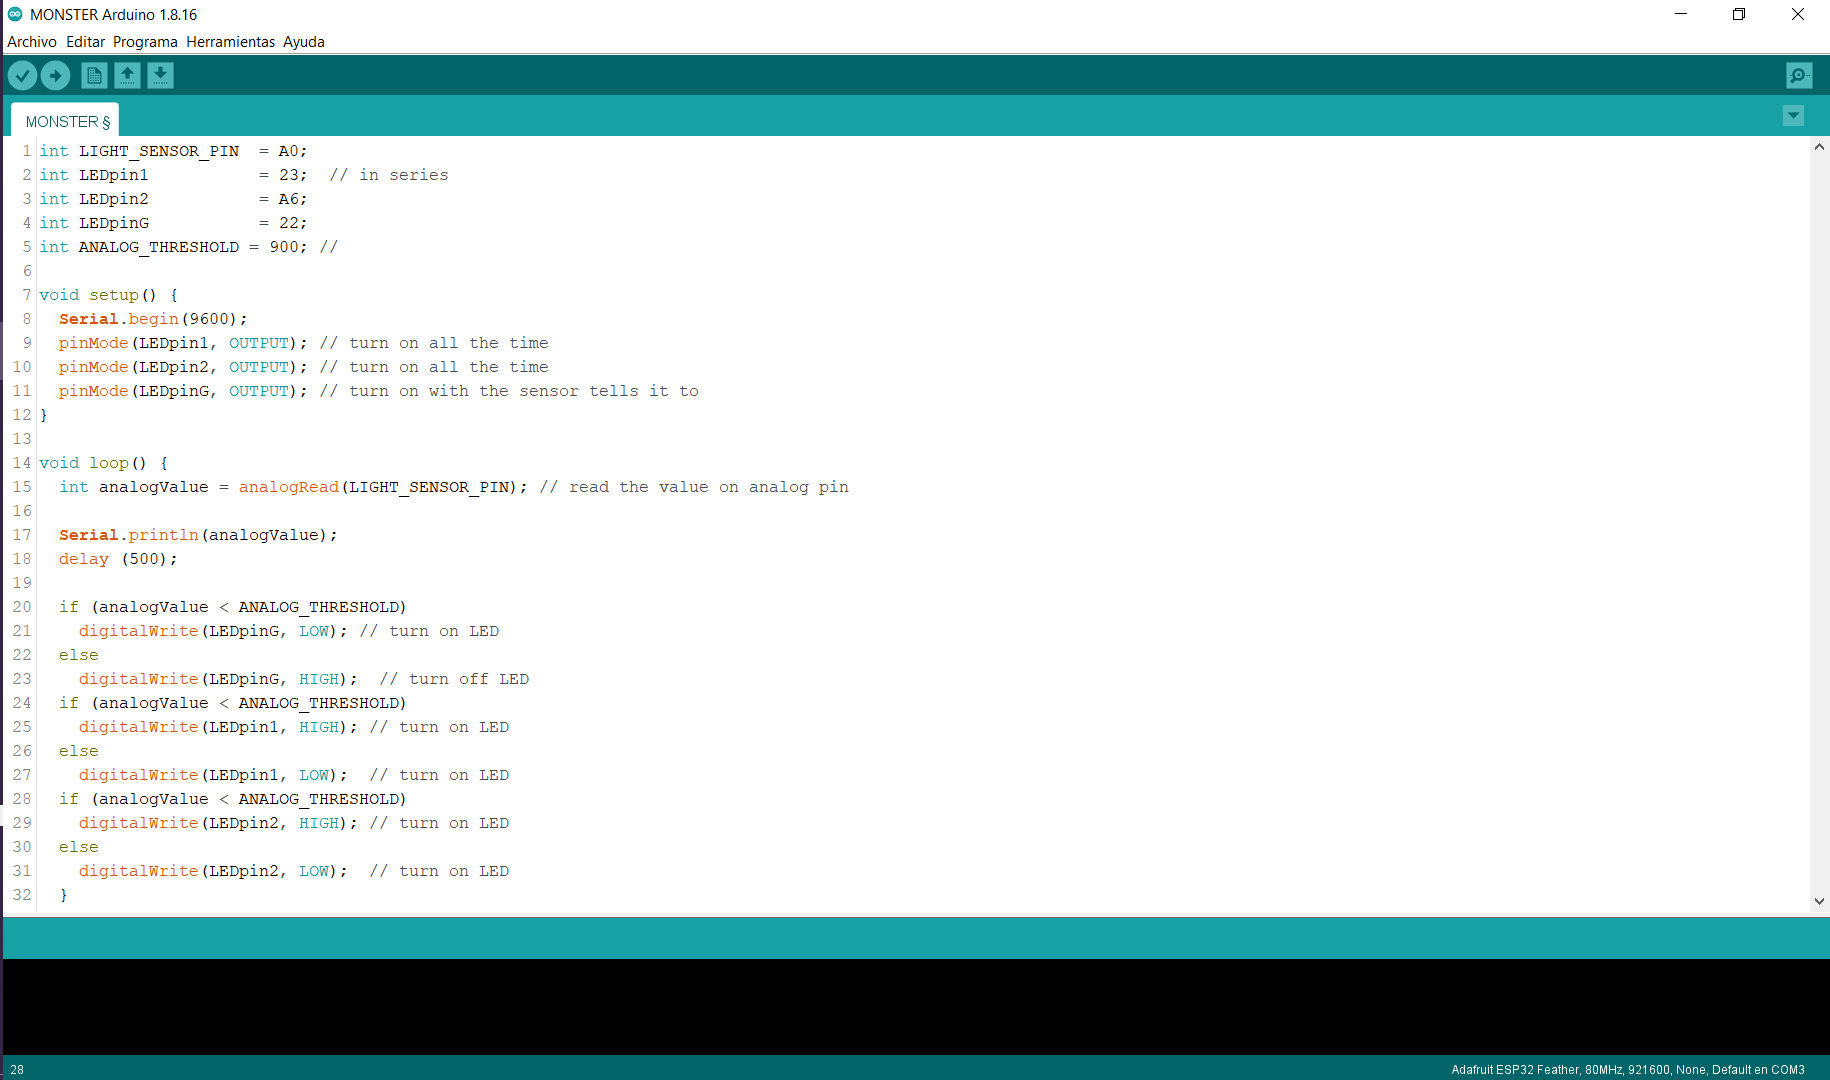 MONSTER Arduino 1.8.16
Archivo Editar Programa Herramientas Ayuda
MONSTER §
1 int LIGHT_SENSOR_PIN  = A0;
2 int LEDpin1           = 23;  // in series
3 int LEDpin2           = A6;
4 int LEDpinG           = 22;
5 int ANALOG_THRESHOLD = 900; //
6
7 void setup() {
8   Serial.begin(9600);
9   pinMode(LEDpin1, OUTPUT); // turn on all the time
10   pinMode(LEDpin2, OUTPUT); // turn on all the time
11   pinMode(LEDpinG, OUTPUT); // turn on with the sensor tells it to
12 }
13
14 void loop() {
15   int analogValue = analogRead(LIGHT_SENSOR_PIN); // read the value on analog pin
16
17   Serial.println(analogValue);
18   delay (500);
19
20   if (analogValue < ANALOG_THRESHOLD)
21     digitalWrite(LEDpinG, LOW); // turn on LED
22   else
23     digitalWrite(LEDpinG, HIGH);  // turn off LED
24   if (analogValue < ANALOG_THRESHOLD)
25     digitalWrite(LEDpin1, HIGH); // turn on LED
26   else
27     digitalWrite(LEDpin1, LOW);  // turn on LED
28   if (analogValue < ANALOG_THRESHOLD)
29     digitalWrite(LEDpin2, HIGH); // turn on LED
30   else
31     digitalWrite(LEDpin2, LOW);  // turn on LED
32   }
28
Adafruit ESP32 Feather, 80MHz, 921600, None, Default en COM3